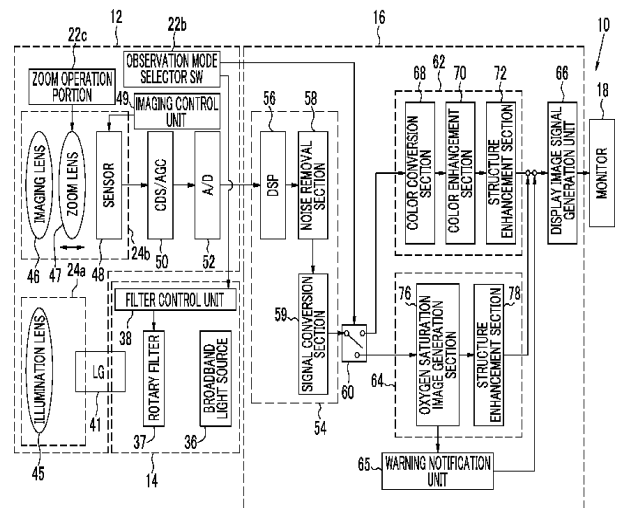 12
22b
16
10
22c
OBSERVATION MODE
SELECTOR SW
ZOOM OPERATION
PORTION
49
IMAGING CONTROL
UNIT
56
58
68
62
70
72
66
18
IMAGING LENS
ZOOM LENS
SENSOR
CDS/AGC
A/D
DSP
NOISE REMOVAL
SECTION
COLOR CONVERSION
SECTION
COLOR ENHANCEMENT
SECTION
STRUCTURE
ENHANCEMENT SECTION
DISPLAY IMAGE SIGNAL
GENERATION UNIT
MONITOR
46
47
48
24b
50
52
24a
FILTER CONTROL UNIT
38
59
SIGNAL CONVERSION
SECTION
60
76
78
64
OXYGEN SATURATION
IMAGE GENERATION
SECTION
STRUCTURE
ENHANCEMENT SECTION
ILLUMINATION LENS
LG
41
ROTARY FILTER
BROADBAND
LIGHT SOURCE
45
37
36
14
54
65
WARNING NOTIFICATION
UNIT